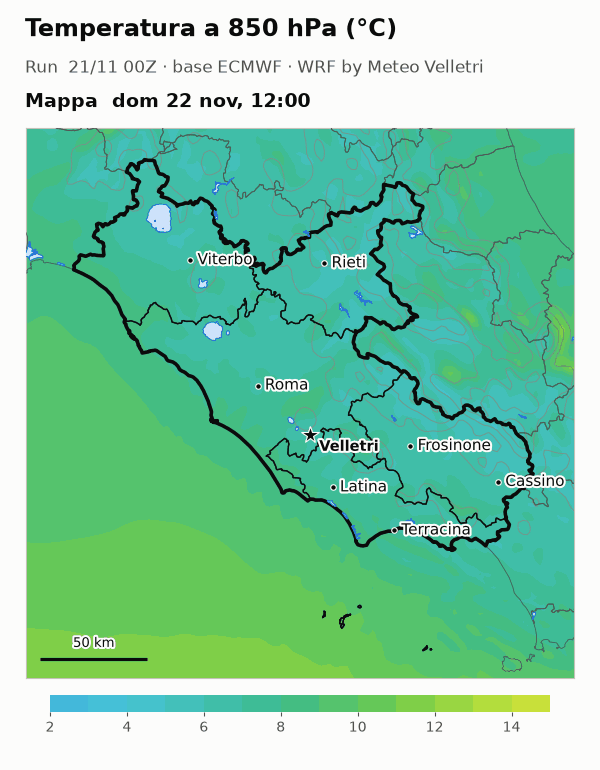 Temperatura a 850 hPa (°C)
Run 21/11 00Z · base ECMWF · WRF by Meteo Velletri
Mappa dom 22 nov, 12:00
Viterbo
Rieti
Roma
Velletri
Frosinone
Cassino
Latina
Terracina
50 km
2 4 6 8 10 12 14